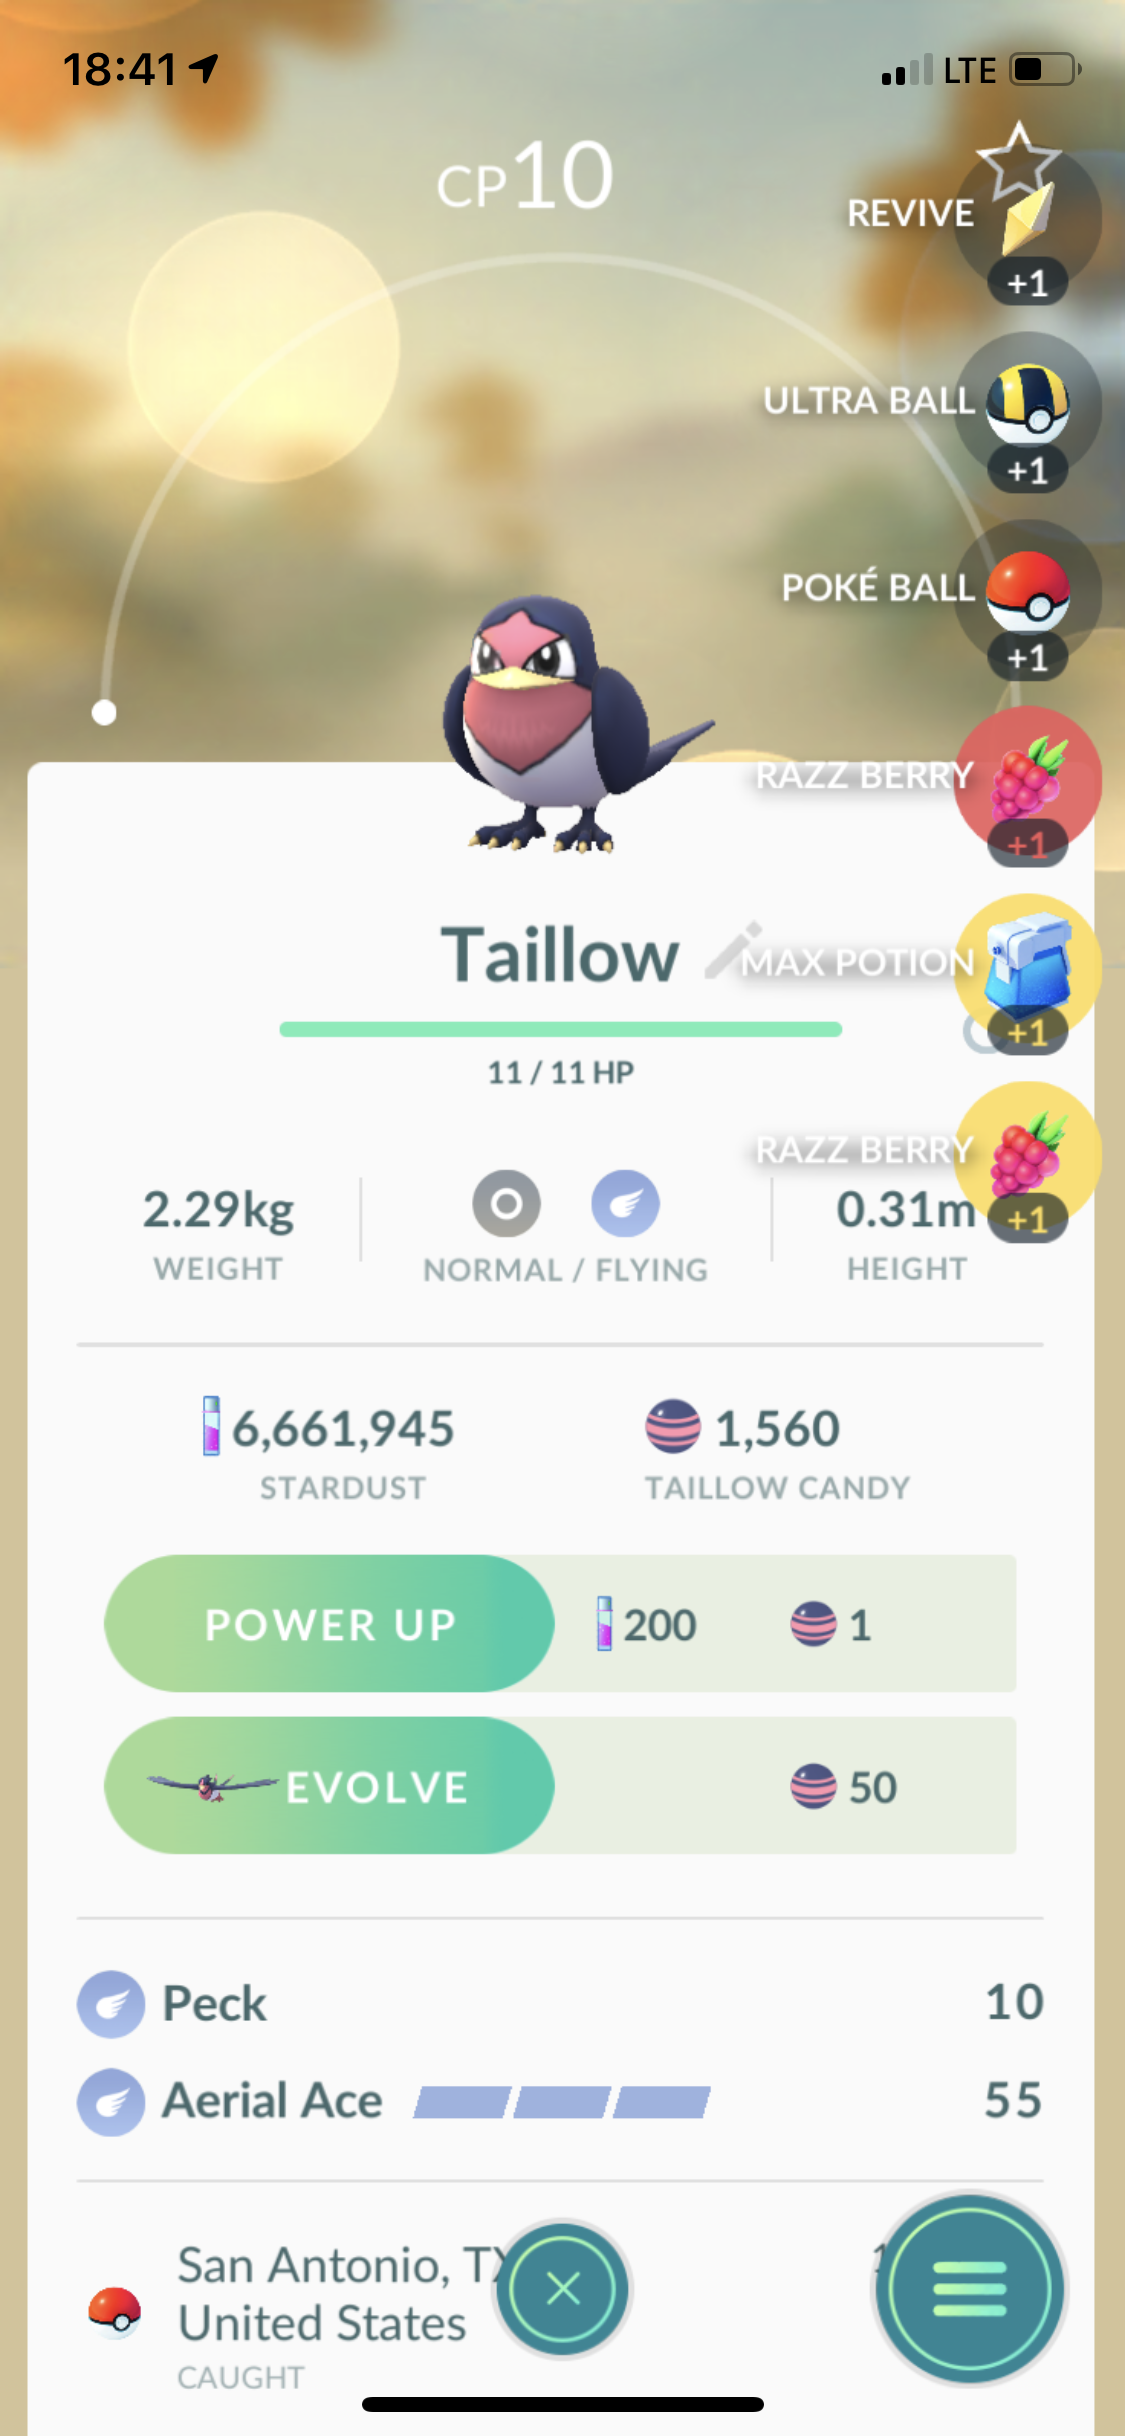 18:41
LTE
CP10
REVIVE
+1
ULTRA BALL
+1
POKÉ BALL
+1
RAZZ BERRY
+1
Taillow
MAX POTION
+1
11 / 11 HP
RAZZ BERRY
+1
2.29kg
WEIGHT
NORMAL / FLYING
0.31m
HEIGHT
6,661,945
STARDUST
1,560
TAILLOW CANDY
POWER UP
200
1
EVOLVE
50
Peck
10
Aerial Ace
55
San Antonio, TX
United States
CAUGHT